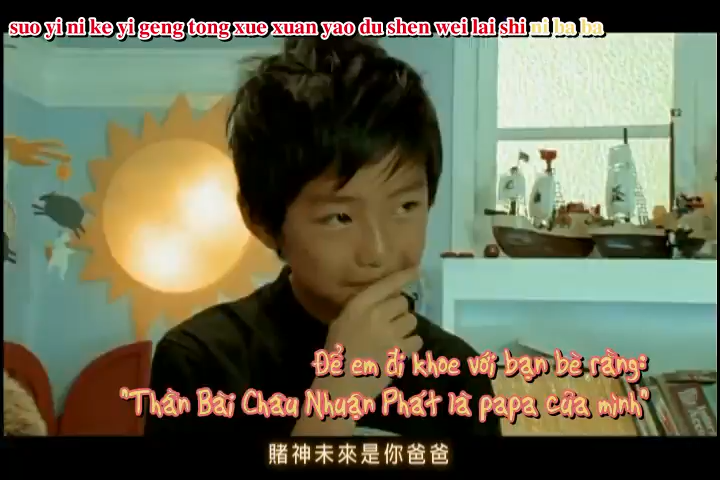 suo yi ni ke yi geng tong xue xuan yao du shen wei lai shi ni ba ba
Để em đi khoe với bạn bè rằng:
"Thần Bài Châu Nhuận Phát là papa của mình"
賭神未來是你爸爸